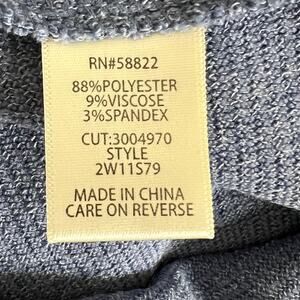 RN#58822
88%POLYESTER
9%VISCOSE
3%SPANDEX
CUT:3004970
STYLE
2W11S79
MADE IN CHINA
CARE ON REVERSE